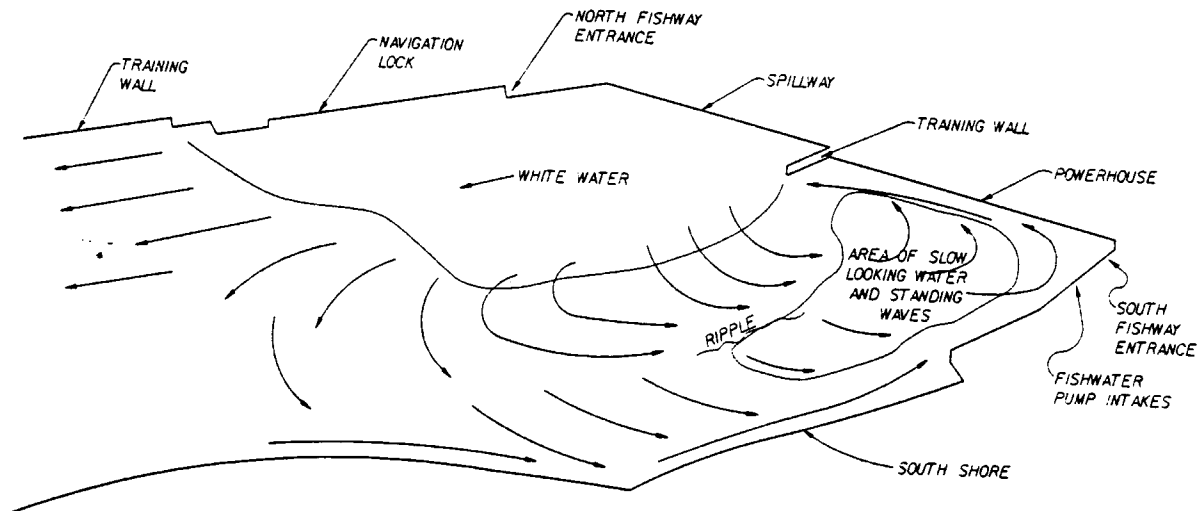 NORTH FISHWAY
ENTRANCE
NAVIGATION
LOCK
TRAINING
WALL
SPILLWAY
TRAINING WALL
POWERHOUSE
WHITE WATER
AREA OF SLOW
LOOKING WATER
AND STANDING
WAVES
RIPPLE
SOUTH
FISHWAY
ENTRANCE
FISHWATER
PUMP INTAKES
SOUTH SHORE